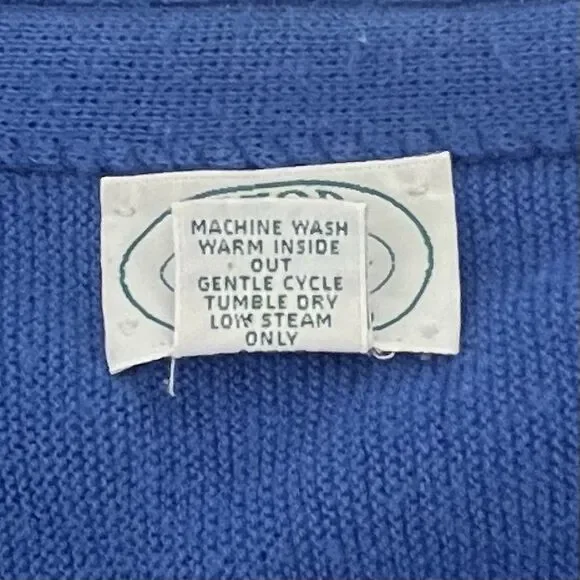 MACHINE WASH
WARM INSIDE
OUT
GENTLE CYCLE
TUMBLE DRY
LOW STEAM
ONLY